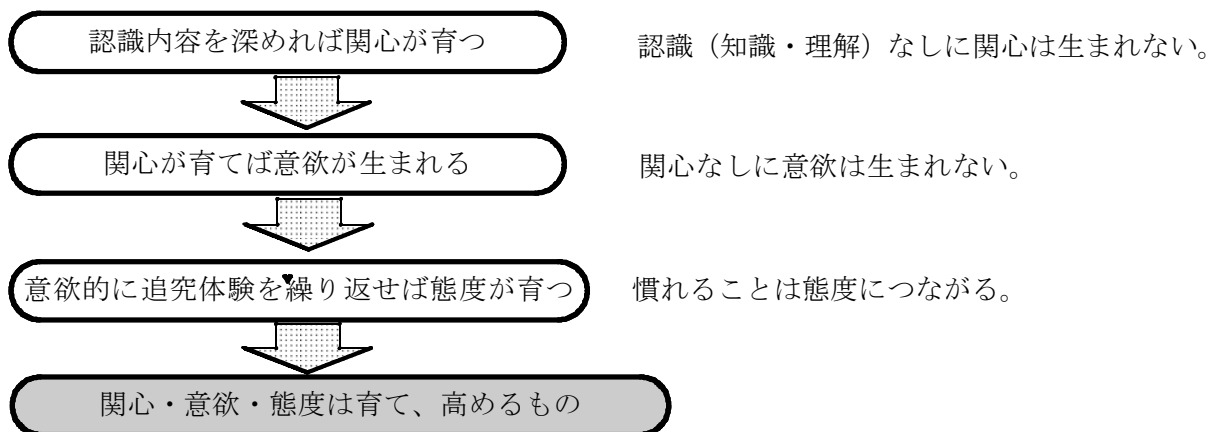 認識内容を深めれば関心が育つ
認識（知識・理解）なしに関心は生まれない。
関心が育てば意欲が生まれる
関心なしに意欲は生まれない。
意欲的に追究体験を繰り返せば態度が育つ
慣れることは態度につながる。
関心・意欲・態度は育て、高めるもの